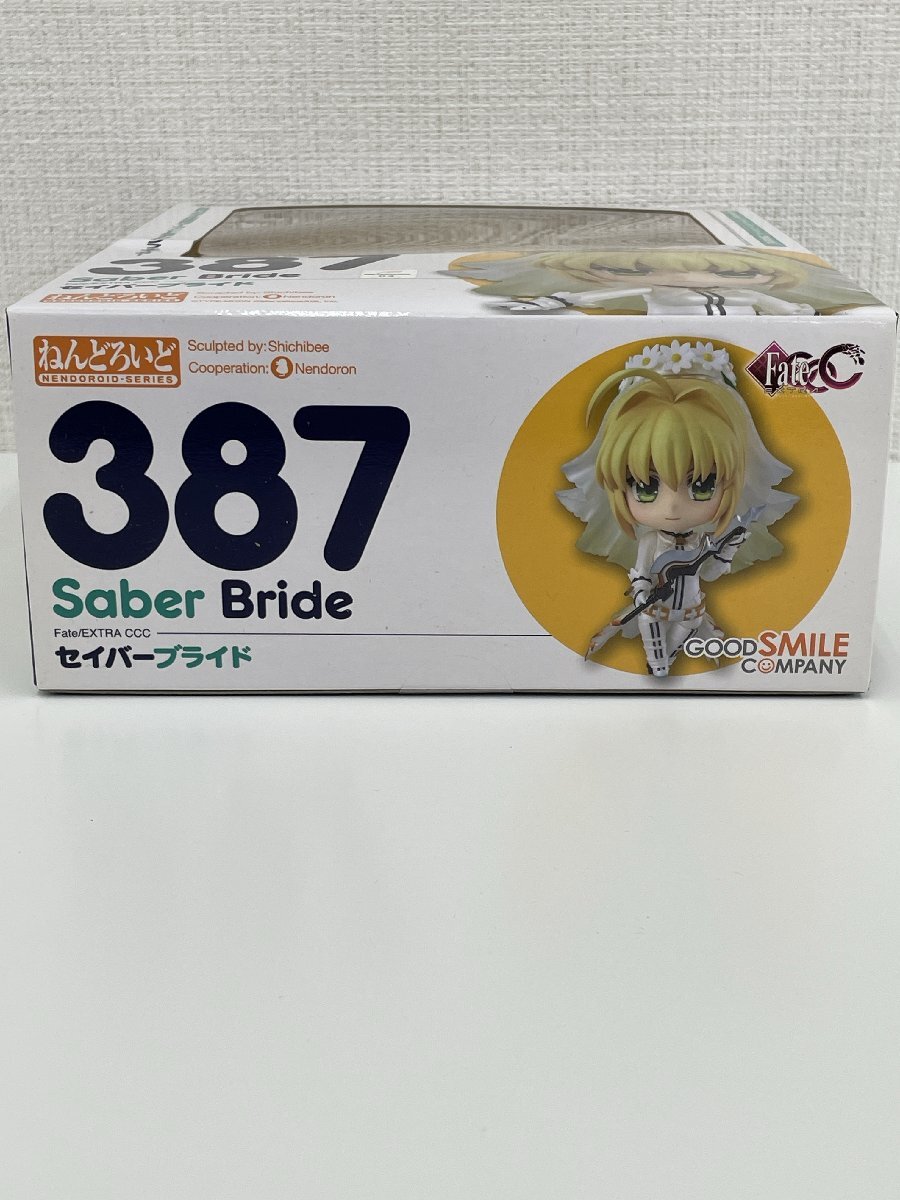 387
Saber Bride
セイバーブライド
ねんどろいど
NENDOROID-SERIES
Sculpted by: Shichibee
Cooperation: Nendoron
387
Saber Bride
Fate/EXTRA CCC
セイバーブライド
Fate
CCC
GOOD SMILE
COMPANY